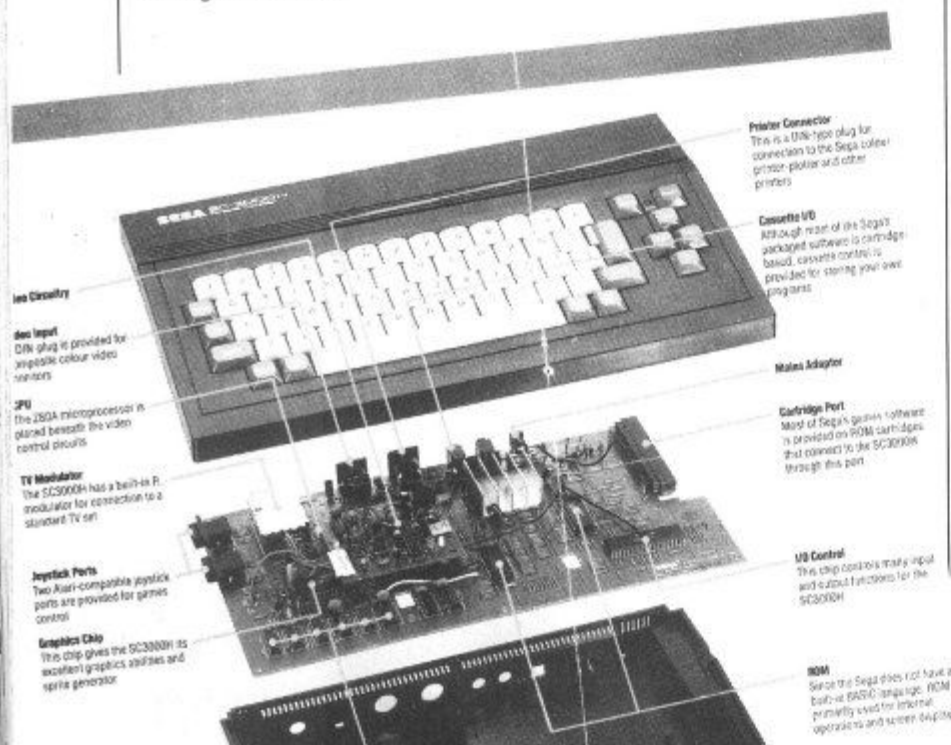 SEGA
Printer Connector
This is a DIN-type plug for
connection to the Sega colour
printer-plotter and other
printers
Cassette I/O
Although most of the Sega's
packaged software is cartridge
based, cassette control is
provided for storing your own
programs
eo Circuitry
deo Input
DIN plug is provided for
omposite colour video
monitors
CPU
The Z80A microprocessor is
placed beneath the video
control circuits
Mains Adaptor
Cartridge Port
Most of Sega's games software
is provided on ROM cartridges
that connect to the SC3000H
through this port
TV Modulator
The SC3000H has a built-in R
modulator for connection to a
standard TV set
Joystick Ports
Two Atari-compatible joystick
ports are provided for games
control
I/O Control
This chip controls many input
and output functions for the
SC3000H
Graphics Chip
This chip gives the SC3000H its
excellent graphics abilities and
sprite generator
ROM
Since the Sega does not have a
built-in BASIC language, ROM
primarily used for internal
operations and screen display